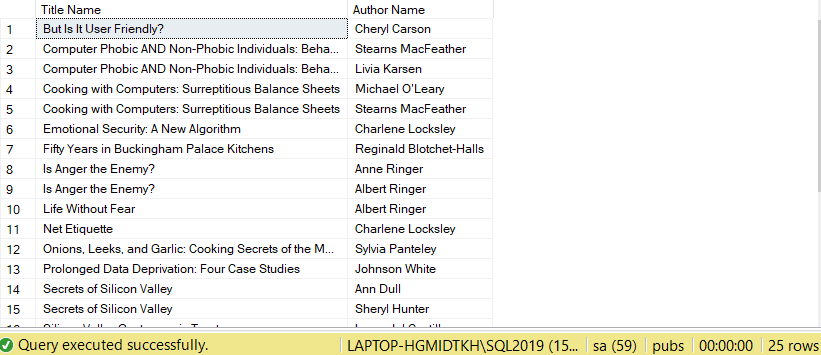 Title Name Author Name
1 But Is It User Friendly? Cheryl Carson
2 Computer Phobic AND Non-Phobic Individuals: Beha... Stearns MacFeather
3 Computer Phobic AND Non-Phobic Individuals: Beha... Livia Karsen
4 Cooking with Computers: Surreptitious Balance Sheets Michael O'Leary
5 Cooking with Computers: Surreptitious Balance Sheets Stearns MacFeather
6 Emotional Security: A New Algorithm Charlene Locksley
7 Fifty Years in Buckingham Palace Kitchens Reginald Blotchet-Halls
8 Is Anger the Enemy? Anne Ringer
9 Is Anger the Enemy? Albert Ringer
10 Life Without Fear Albert Ringer
11 Net Etiquette Charlene Locksley
12 Onions, Leeks, and Garlic: Cooking Secrets of the M... Sylvia Panteley
13 Prolonged Data Deprivation: Four Case Studies Johnson White
14 Secrets of Silicon Valley Ann Dull
15 Secrets of Silicon Valley Sheryl Hunter
Query executed successfully. LAPTOP-HGMIDTKH\SQL2019 (15... sa (59) pubs 00:00:00 25 rows